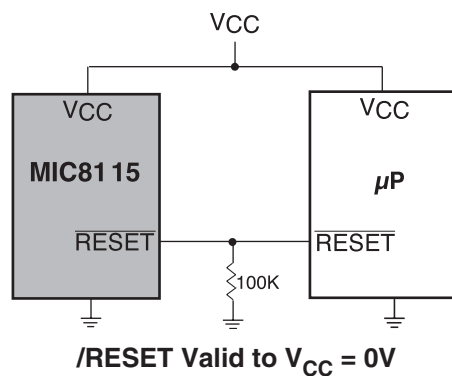 VCC
VCC
VCC
MIC8115
µP
RESET
RESET
100K
/RESET Valid to VCC = 0V